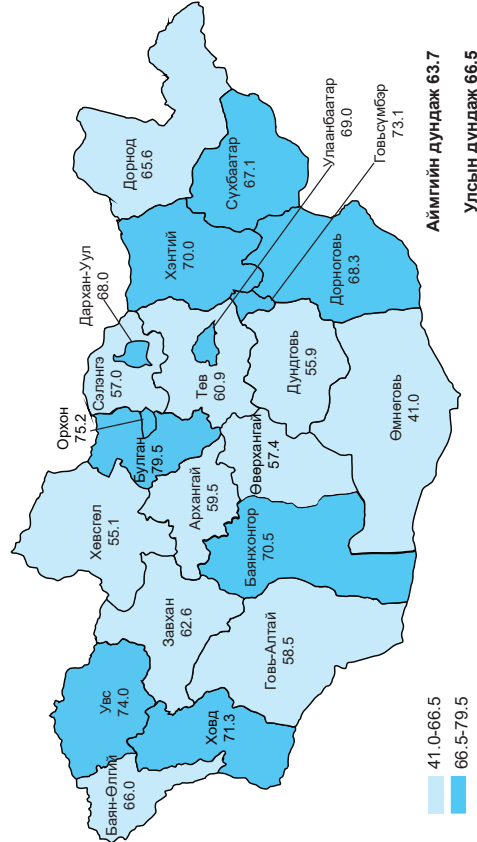 Баян-Өлгий
66.0
Увс
74.0
Ховд
71.3
Завхан
62.6
Говь-Алтай
58.5
Хөвсгөл
55.1
Архангай
59.5
Баянхонгор
70.5
Орхон
75.2
Булган
79.5
Өвөрхангай
57.4
Сэлэнгэ
57.0
Дархан-Уул
68.0
Төв
60.9
Дундговь
55.9
Өмнөговь
41.0
Хэнтий
70.0
Дорнод
65.6
Сүхбаатар
67.1
Дорноговь
68.3
Улаанбаатар
69.0
Говьсүмбэр
73.1
41.0-66.5
66.5-79.5
Аймгийн дундаж 63.7
Улсын дундаж 66.5